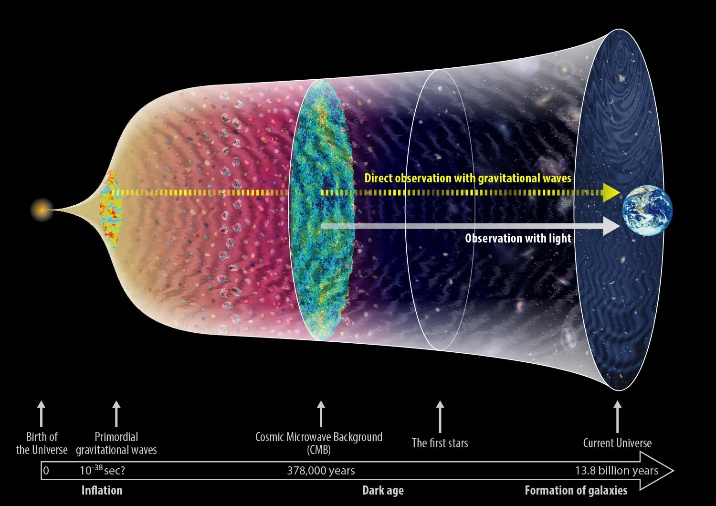 Direct observation with gravitational waves
Observation with light
Birth of
the Universe
Primordial
gravitational waves
Cosmic Microwave Background
(CMB)
The first stars
Current Universe
0
10⁻³⁸ sec?
378,000 years
13.8 billion years
Inflation
Dark age
Formation of galaxies